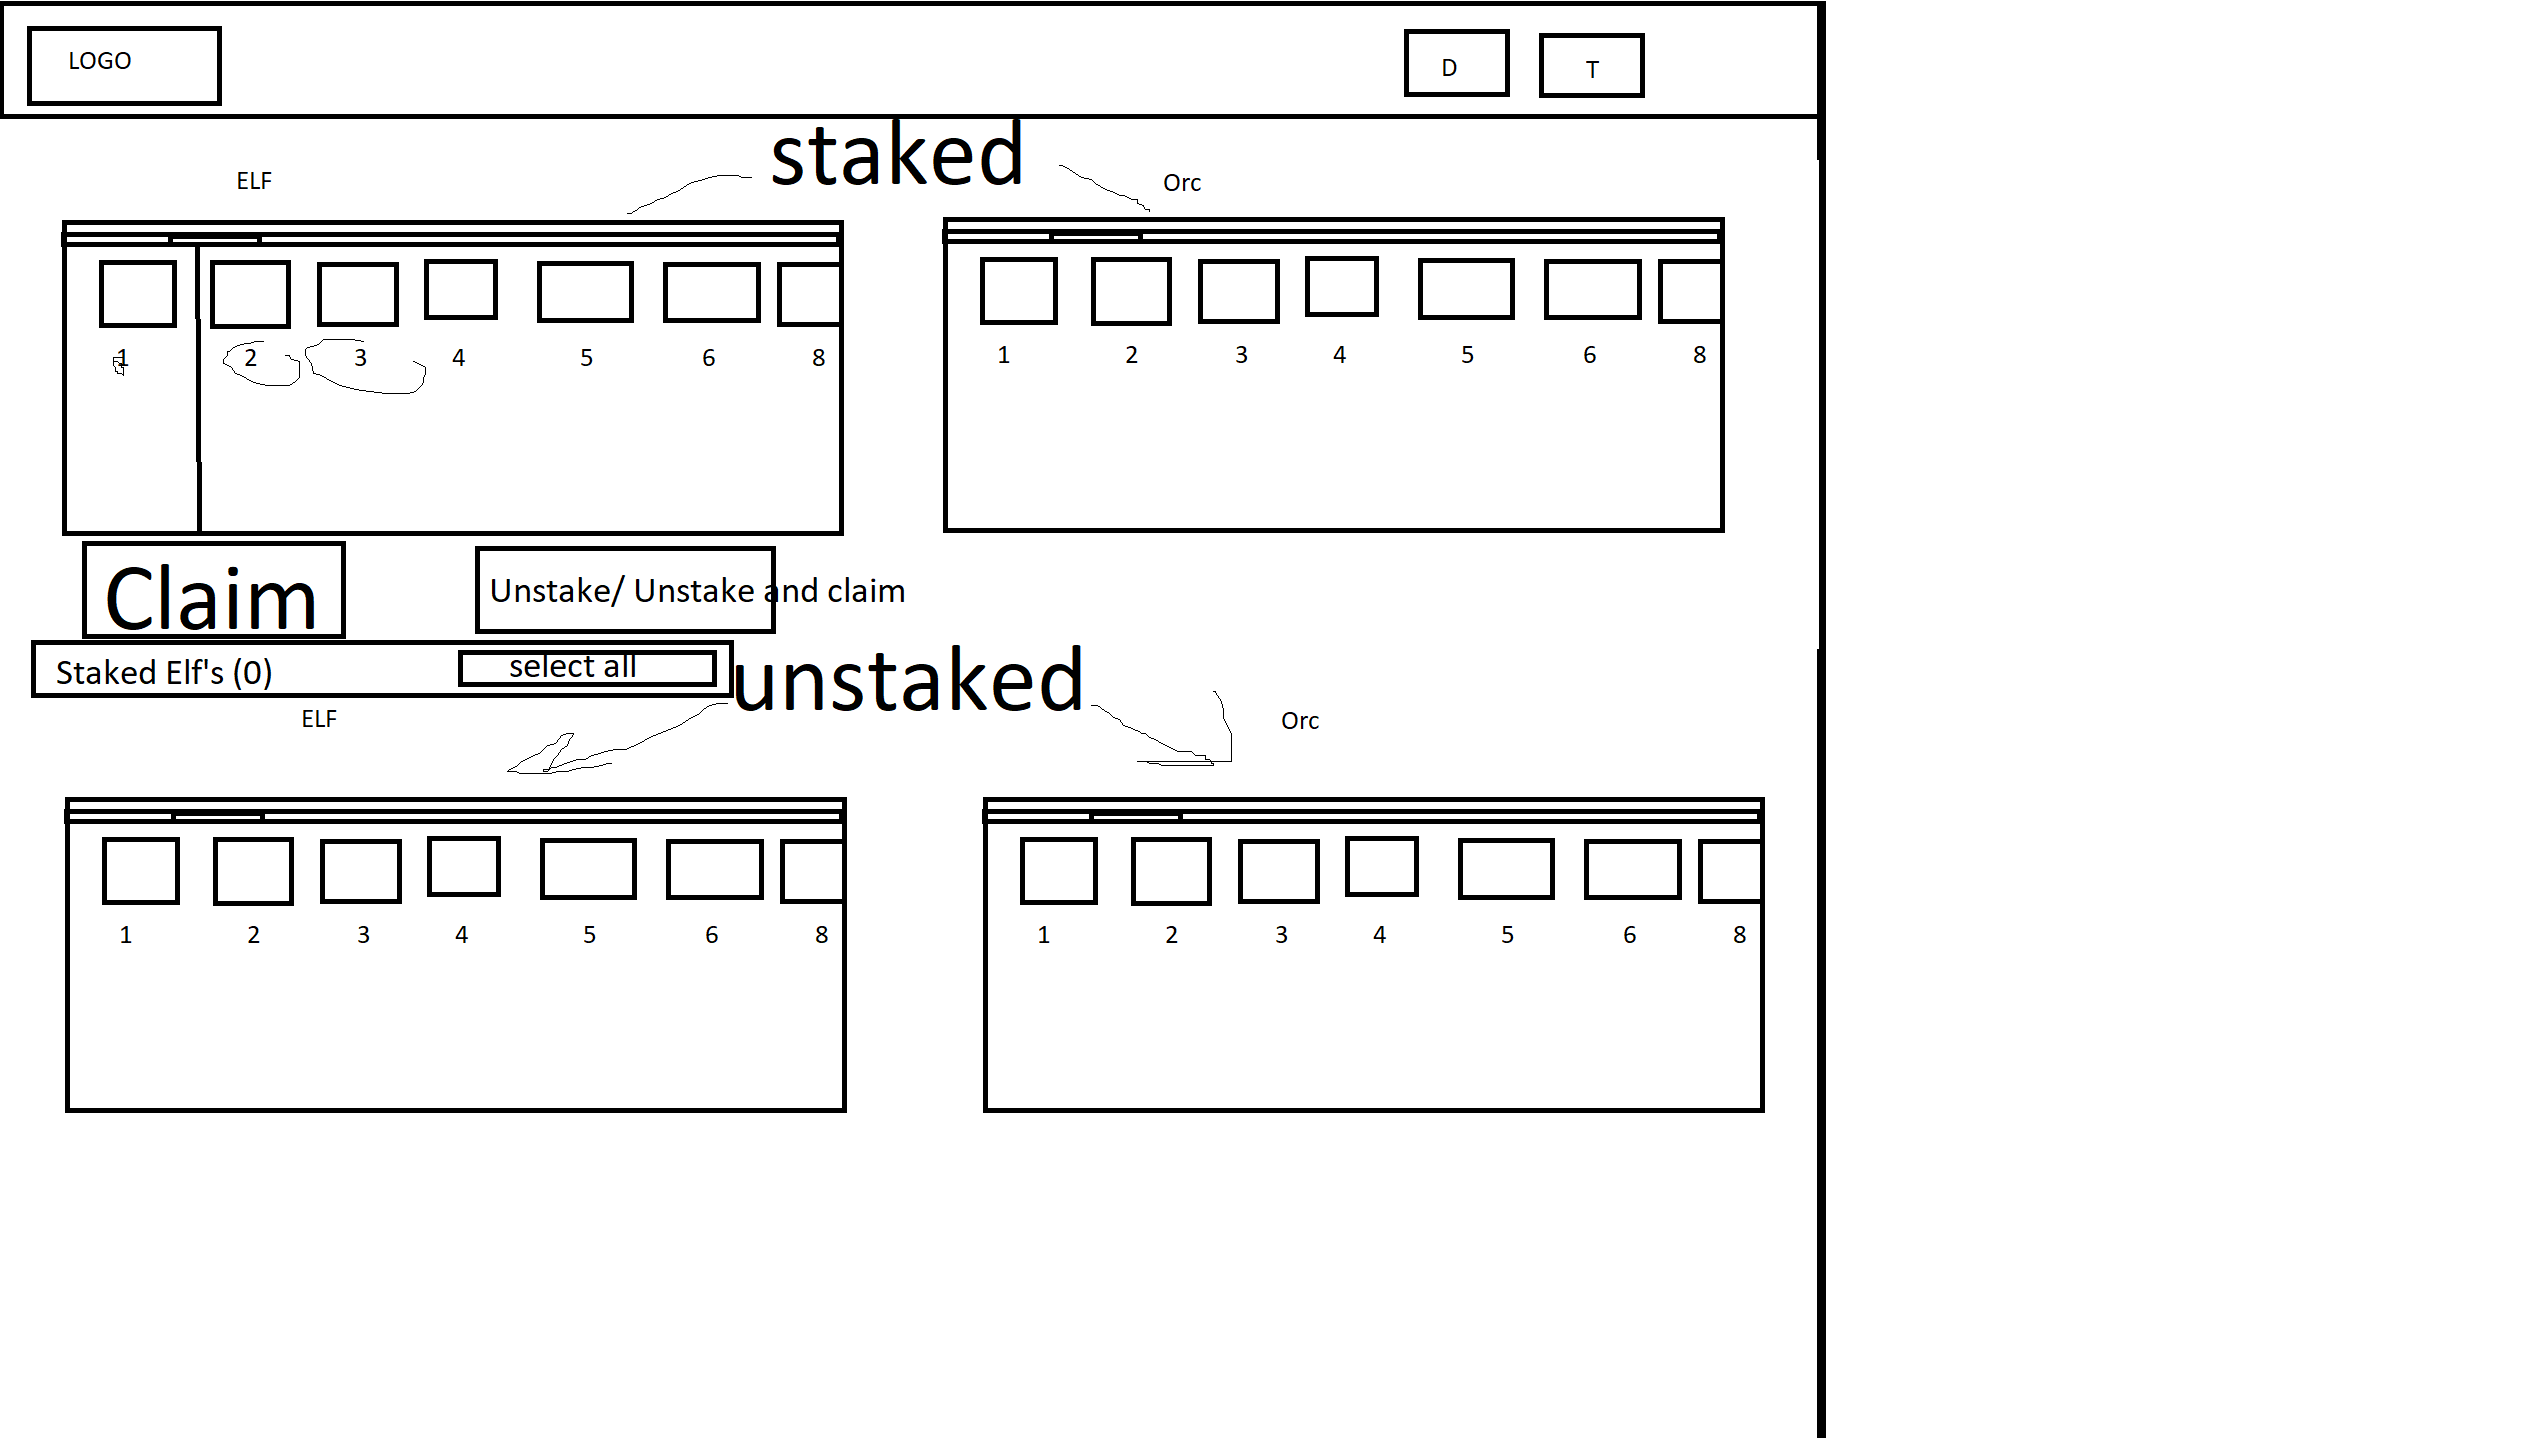 LOGO
D
T
staked
ELF
Orc
1 2 3 4 5 6 8
1 2 3 4 5 6 8
Claim
Unstake/ Unstake and claim
Staked Elf's (0)
select all
unstaked
ELF
Orc
1 2 3 4 5 6 8
1 2 3 4 5 6 8